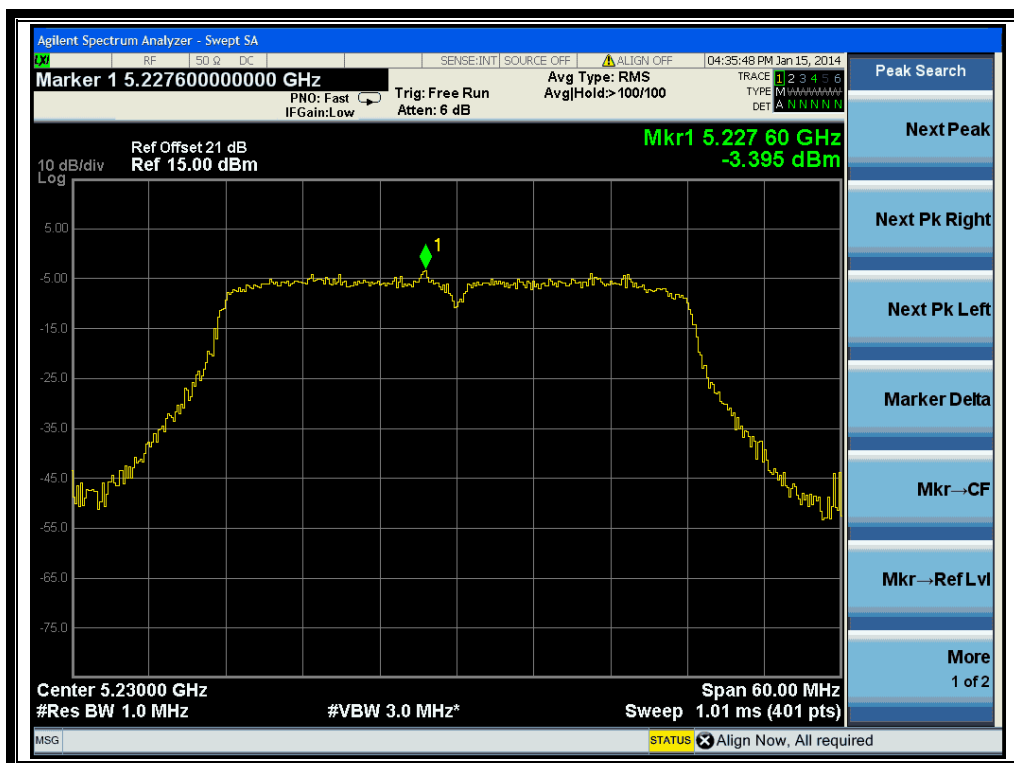 Agilent Spectrum Analyzer - Swept SA
LXI RF 50 Ω DC SENSE:INT SOURCE OFF ALIGN OFF 04:35:48 PM Jan 15, 2014
Marker 1 5.227600000000 GHz
PNO: Fast
IFGain:Low
Trig: Free Run
Atten: 6 dB
Avg Type: RMS
Avg|Hold:>100/100
TRACE 1 2 3 4 5 6
TYPE M WWWWW
DET A N N N N N
Mkr1 5.227 60 GHz
-3.395 dBm
Ref Offset 21 dB
10 dB/div Ref 15.00 dBm
Log
1
5.00
-5.00
-15.0
-25.0
-35.0
-45.0
-55.0
-65.0
-75.0
Center 5.23000 GHz Span 60.00 MHz
#Res BW 1.0 MHz #VBW 3.0 MHz* Sweep 1.01 ms (401 pts)
MSG STATUS Align Now, All required
Peak Search
Next Peak
Next Pk Right
Next Pk Left
Marker Delta
Mkr→CF
Mkr→Ref Lvl
More
1 of 2